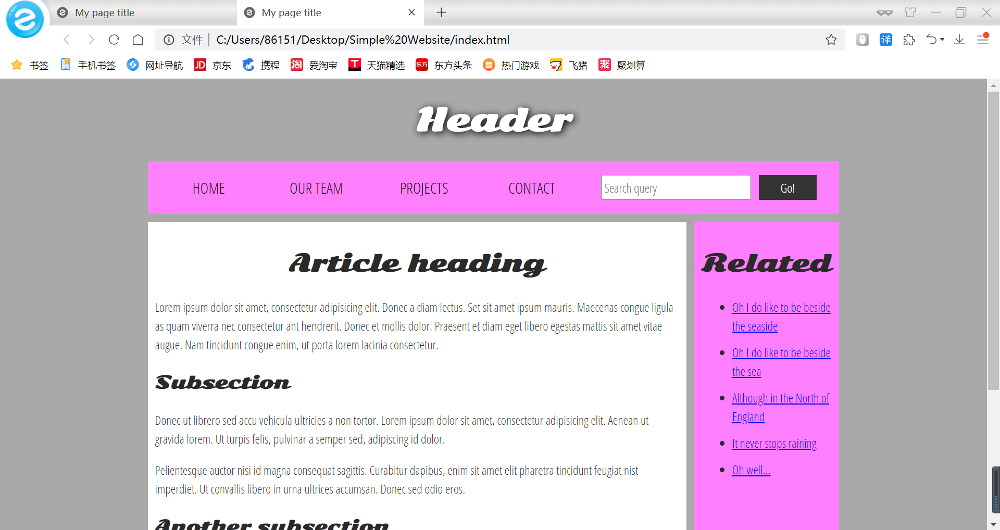 My page title
My page title
文件 | C:/Users/86151/Desktop/Simple%20Website/index.html
译
书签 手机书签 网址导航 JD 京东 携程 淘 爱淘宝 T 天猫精选 东方 东方头条 热门游戏 飞猪 聚 聚划算
Header
HOME OUR TEAM PROJECTS CONTACT Search query Go!
Article heading
Lorem ipsum dolor sit amet, consectetur adipisicing elit. Donec a diam lectus. Set sit amet ipsum mauris. Maecenas congue ligula
as quam viverra nec consectetur ant hendrerit. Donec et mollis dolor. Praesent et diam eget libero egestas mattis sit amet vitae
augue. Nam tincidunt congue enim, ut porta lorem lacinia consectetur.
Subsection
Donec ut librero sed accu vehicula ultricies a non tortor. Lorem ipsum dolor sit amet, consectetur adipisicing elit. Aenean ut
gravida lorem. Ut turpis felis, pulvinar a semper sed, adipiscing id dolor.
Pelientesque auctor nisi id magna consequat sagittis. Curabitur dapibus, enim sit amet elit pharetra tincidunt feugiat nist
imperdiet. Ut convallis libero in urna ultrices accumsan. Donec sed odio eros.
Another subsection
Related
Oh I do like to be beside
the seaside
Oh I do like to be beside
the sea
Although in the North of
England
It never stops raining
Oh well...